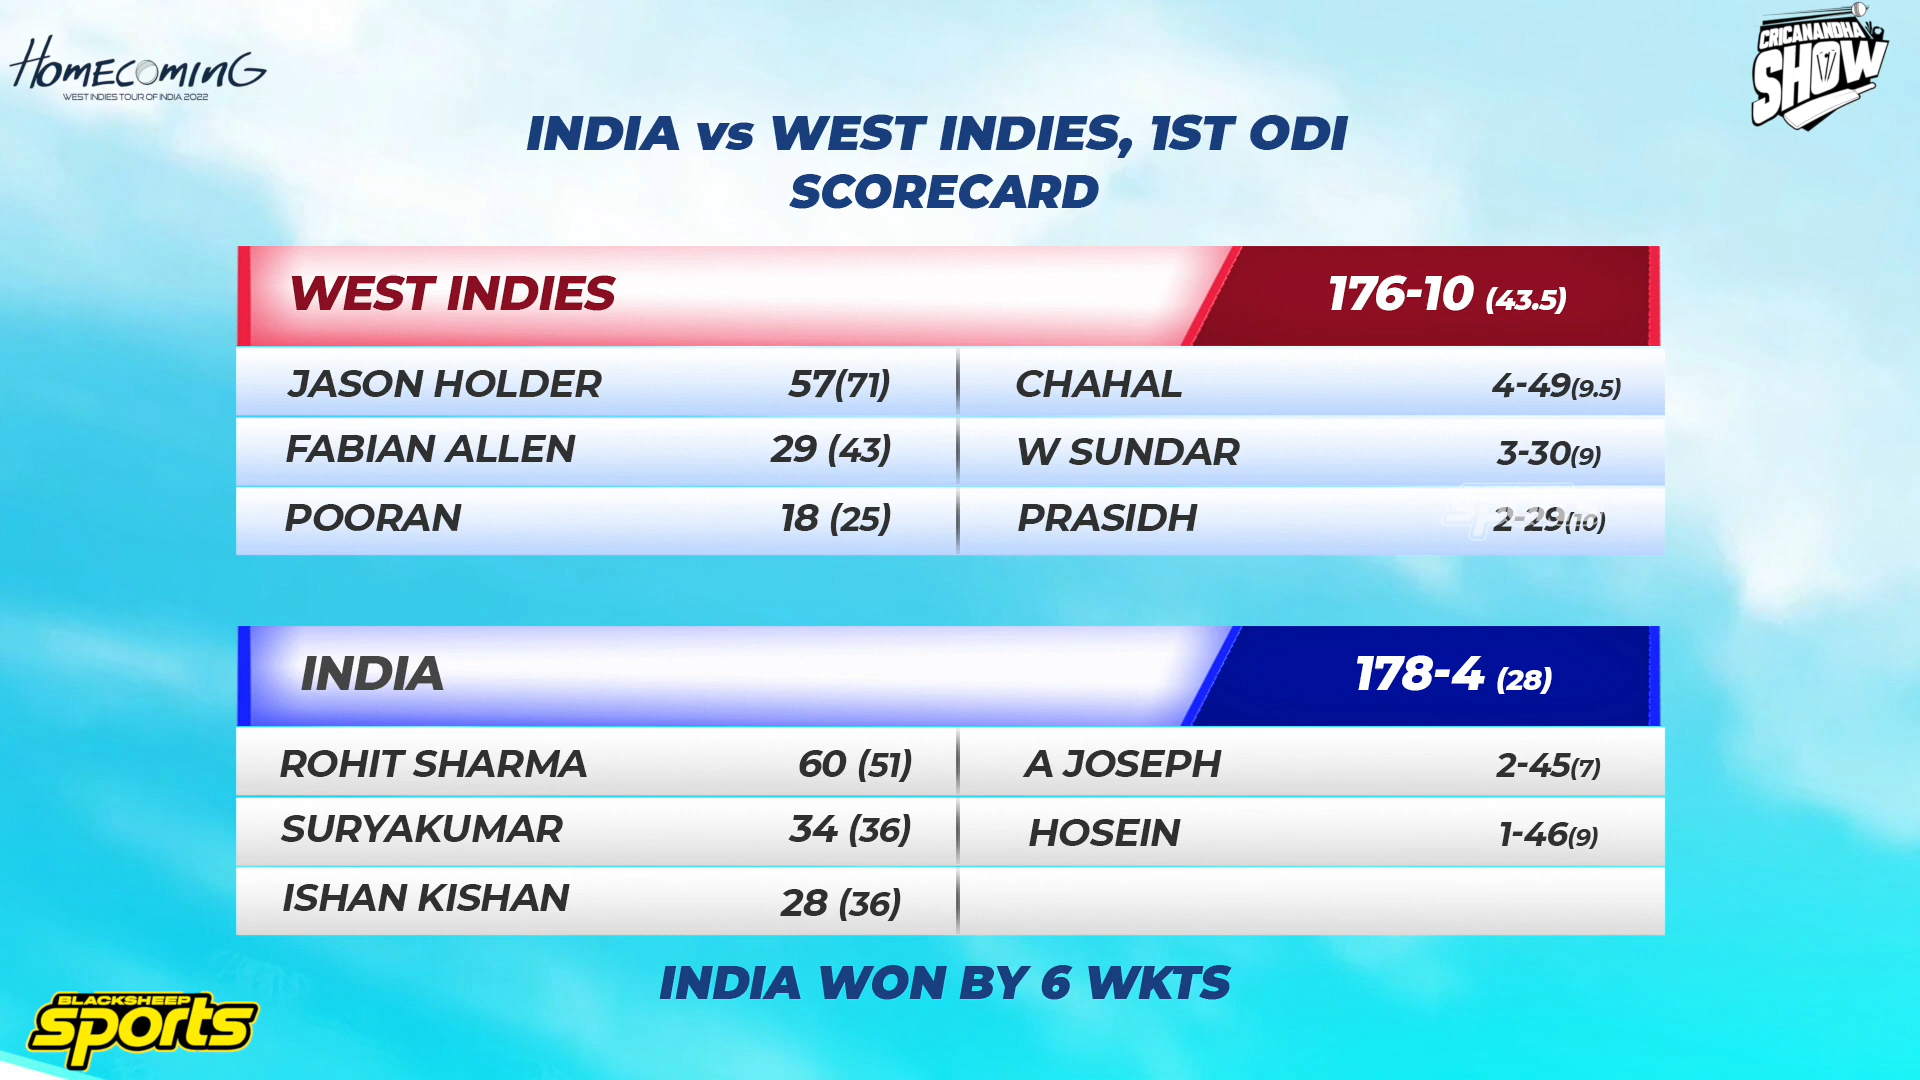 HOMECOMING
WEST INDIES TOUR OF INDIA 2022
CRICANANDHA
SHOW
INDIA vs WEST INDIES, 1ST ODI
SCORECARD
WEST INDIES 176-10 (43.5)
JASON HOLDER 57(71) CHAHAL 4-49(9.5)
FABIAN ALLEN 29 (43) W SUNDAR 3-30(9)
POORAN 18 (25) PRASIDH 2-29(10)
INDIA 178-4 (28)
ROHIT SHARMA 60 (51) A JOSEPH 2-45(7)
SURYAKUMAR 34 (36) HOSEIN 1-46(9)
ISHAN KISHAN 28 (36)
INDIA WON BY 6 WKTS
BLACKSHEEP
sports